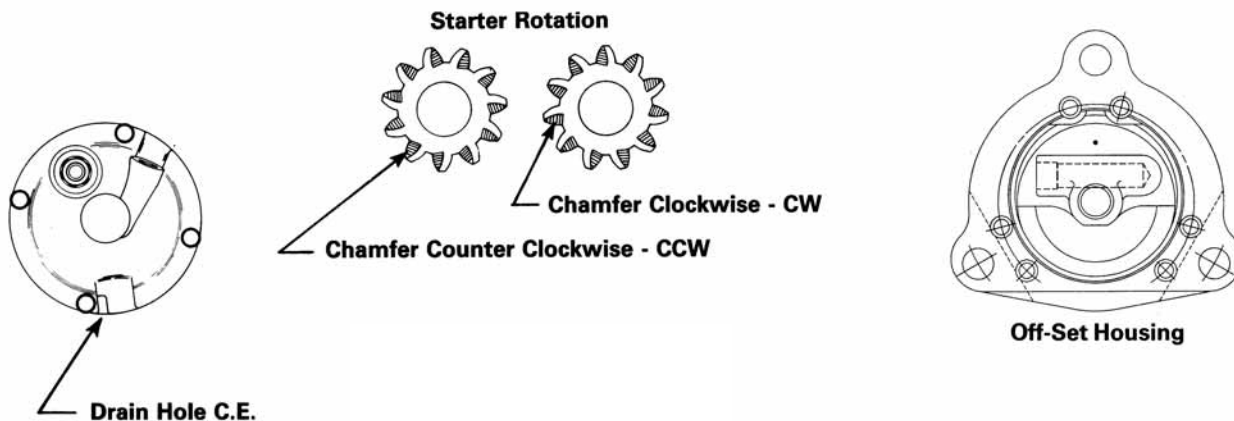 Starter Rotation
Chamfer Clockwise - CW
Chamfer Counter Clockwise - CCW
Off-Set Housing
Drain Hole C.E.